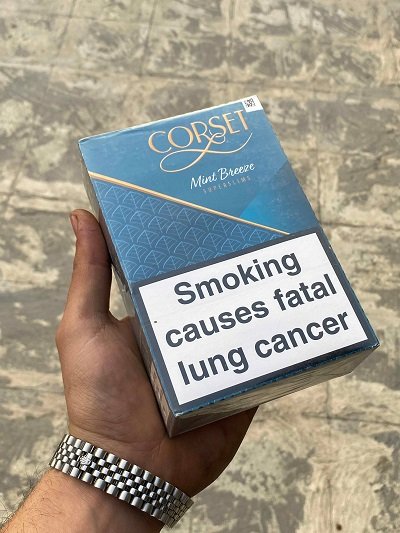 CORSET
Mint Breeze
SUPERSLIMS
Smoking
causes fatal
lung cancer